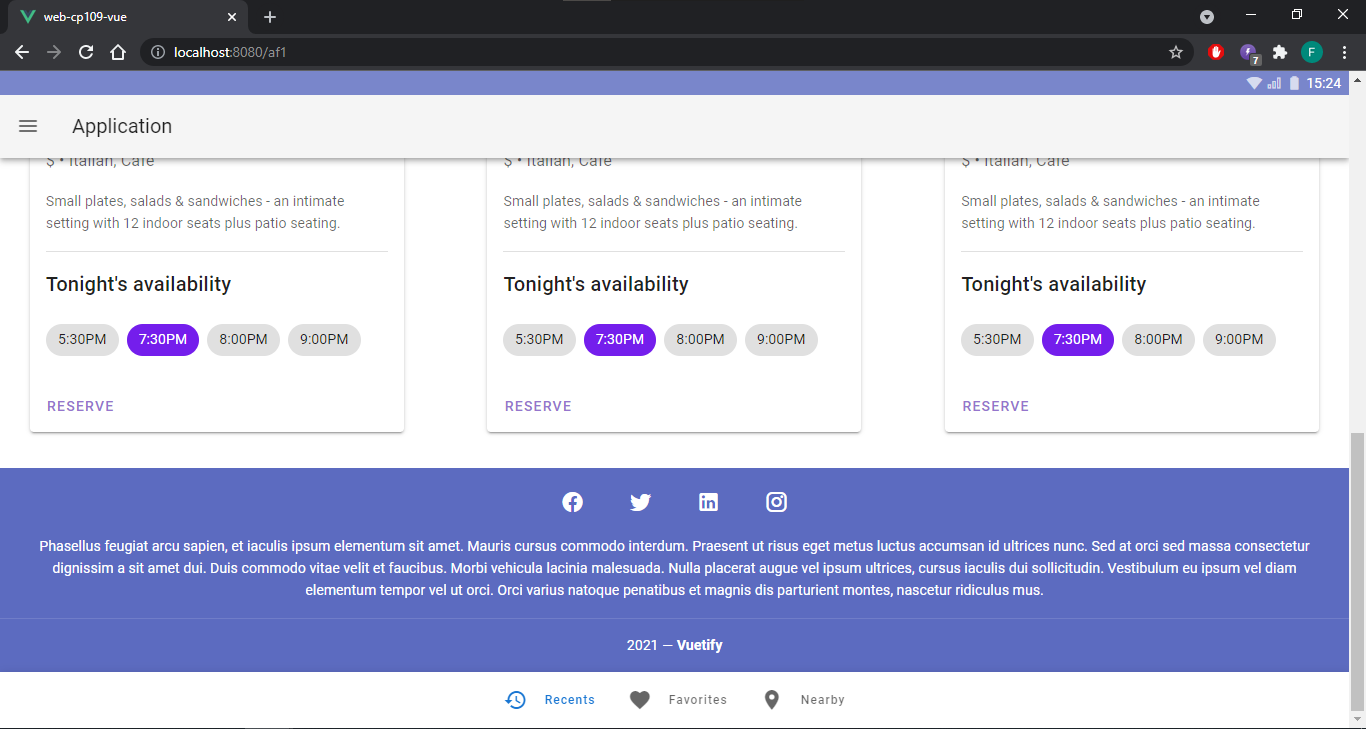 web-cp109-vue
localhost:8080/af1
F
7
15:24
Application
$ • Italian, Cafe
$ • Italian, Cafe
$ • Italian, Cafe
Small plates, salads & sandwiches - an intimate
setting with 12 indoor seats plus patio seating.
Small plates, salads & sandwiches - an intimate
setting with 12 indoor seats plus patio seating.
Small plates, salads & sandwiches - an intimate
setting with 12 indoor seats plus patio seating.
Tonight's availability
Tonight's availability
Tonight's availability
5:30PM 7:30PM 8:00PM 9:00PM
5:30PM 7:30PM 8:00PM 9:00PM
5:30PM 7:30PM 8:00PM 9:00PM
RESERVE
RESERVE
RESERVE
Phasellus feugiat arcu sapien, et iaculis ipsum elementum sit amet. Mauris cursus commodo interdum. Praesent ut risus eget metus luctus accumsan id ultrices nunc. Sed at orci sed massa consectetur
dignissim a sit amet dui. Duis commodo vitae velit et faucibus. Morbi vehicula lacinia malesuada. Nulla placerat augue vel ipsum ultrices, cursus iaculis dui sollicitudin. Vestibulum eu ipsum vel diam
elementum tempor vel ut orci. Orci varius natoque penatibus et magnis dis parturient montes, nascetur ridiculus mus.
2021 — Vuetify
Recents Favorites Nearby